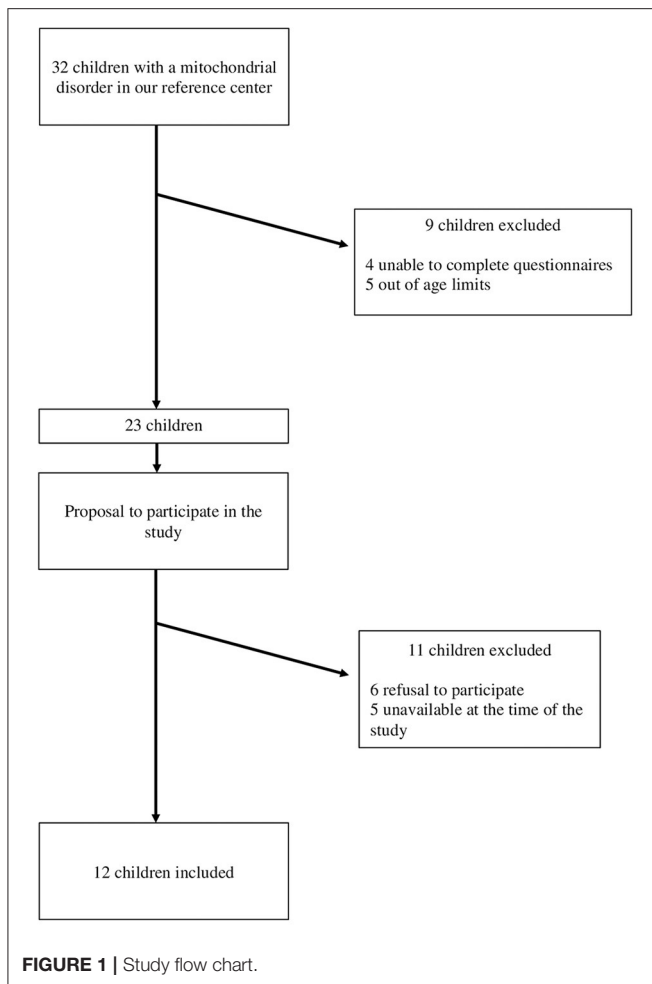 32 children with a mitochondrial
disorder in our reference center
9 children excluded
4 unable to complete questionnaires
5 out of age limits
23 children
Proposal to participate in the
study
11 children excluded
6 refusal to participate
5 unavailable at the time of the
study
12 children included
FIGURE 1 | Study flow chart.